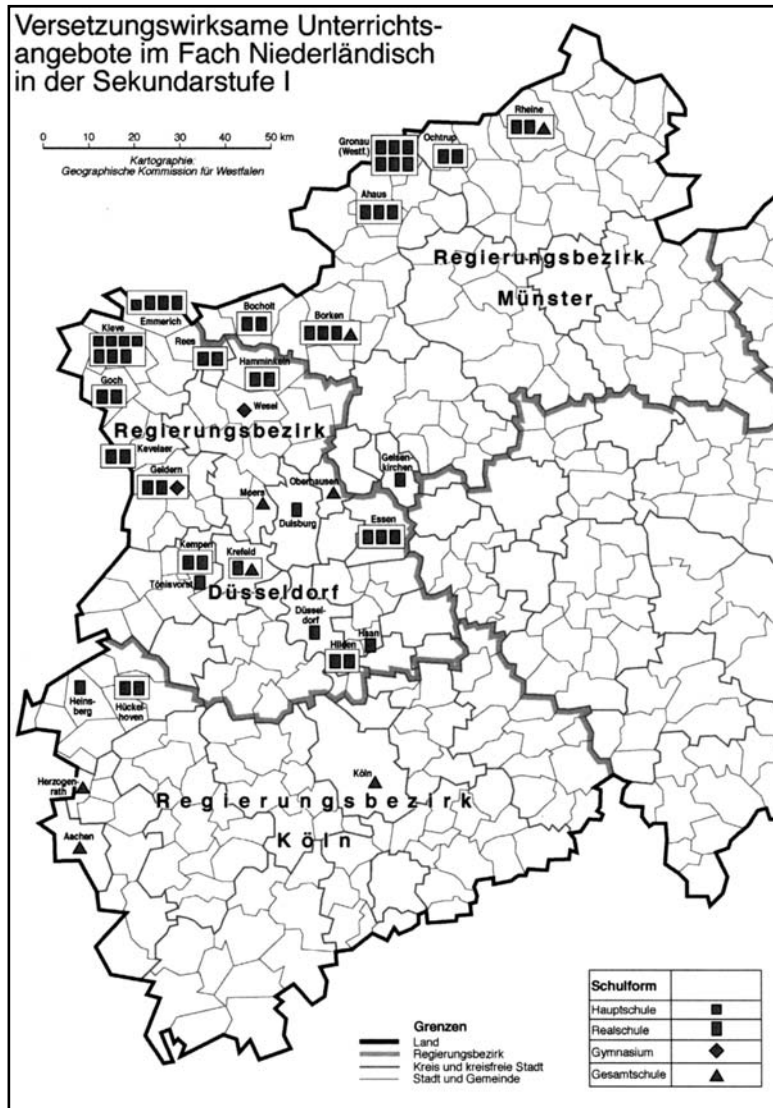 Versetzungswirksame Unterrichts-
angebote im Fach Niederländisch
in der Sekundarstufe I
0 10 20 30 40 50 km
Kartographie:
Geographische Kommission für Westfalen
Rheine
Gronau
(Westf.)
Ochtrup
Ahaus
Regierungsbezirk
Münster
Emmerich
Bocholt
Borken
Kleve
Rees
Hamminkeln
Goch
Wesel
Regierungsbezirk
Kevelaer
Gelsen-
kirchen
Geldern
Oberhausen
Moers
Duisburg
Essen
Kempen
Krefeld
Tönisvorst
Düsseldorf
Düssel-
dorf
Haan
Hilden
Heins-
berg
Hückel-
hoven
Herzogen-
rath
Köln
Regierungsbezirk
Aachen
Köln
Schulform
Hauptschule
Realschule
Gymnasium
Gesamtschule
Grenzen
Land
Regierungsbezirk
Kreis und kreisfreie Stadt
Stadt und Gemeinde